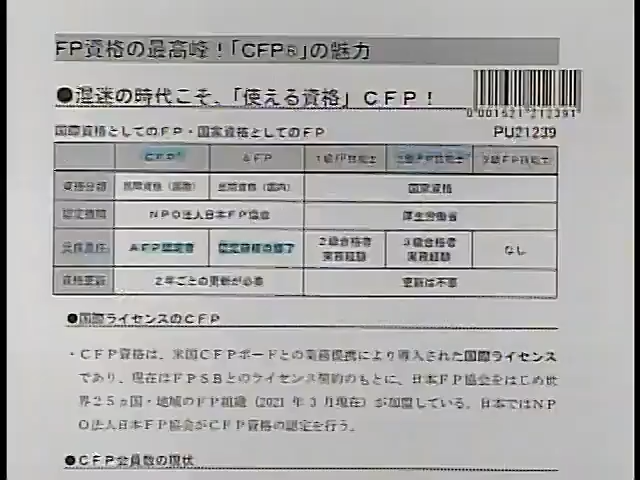 FP資格の最高峰!「CFP®」の魅力
●混迷の時代こそ、「使える資格」CFP!
0 001521 212391
国際資格としてのFP・国家資格としてのFP
PU21239
CFP® AFP 1級FP技能士 2級FP技能士 3級FP技能士
資格分類 民間資格(国際) 民間資格(国内) 国家資格
認定機関 NPO法人日本FP協会 厚生労働省
受検要件 AFP認定者 認定研修の修了 2級合格者 3級合格者 なし
実務経験 実務経験
資格更新 2年ごとの更新が必要 更新は不要
●国際ライセンスのCFP
・CFP資格は、米国CFPボードとの業務提携により導入された国際ライセンス
であり、現在はFPSBとのライセンス契約のもとに、日本FP協会をはじめ世
界25ヵ国・地域のFP組織(2021年3月現在)が加盟している。日本ではNP
O法人日本FP協会がCFP資格の認定を行う。
●CFP会員数の現状